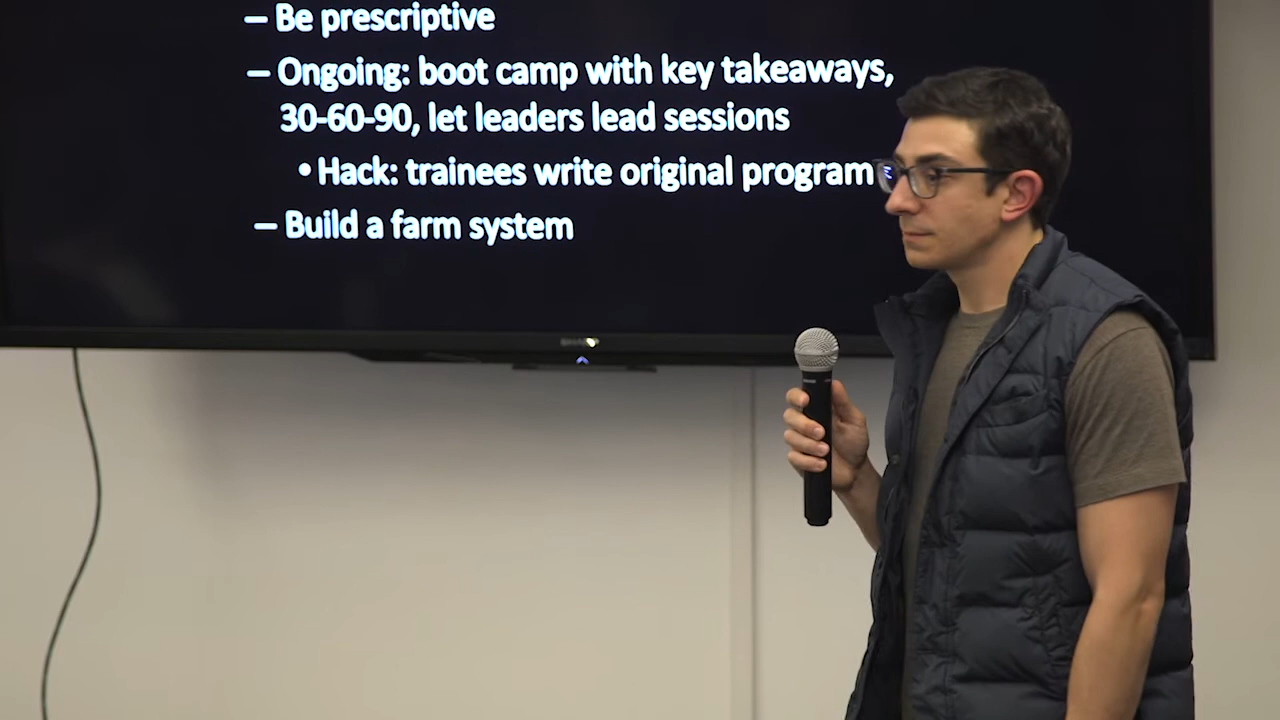 – Be prescriptive
– Ongoing: boot camp with key takeaways,
30-60-90, let leaders lead sessions
• Hack: trainees write original program
– Build a farm system
SHARP